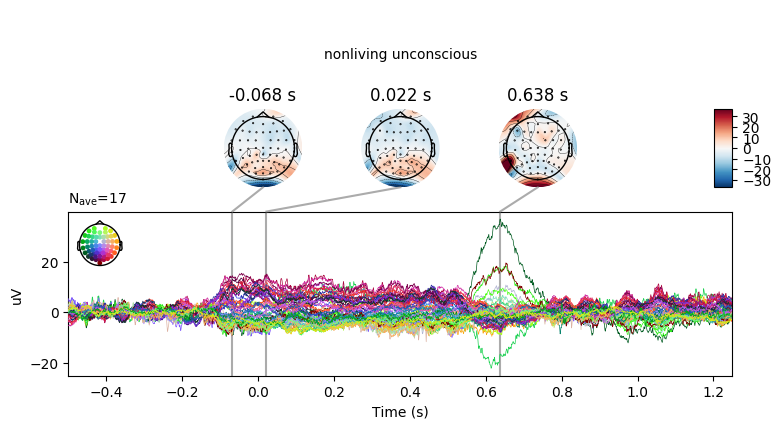 nonliving unconscious
-0.068 s 0.022 s 0.638 s
30
20
10
0
−10
−20
−30
Nave=17
20
0
−20
uV
−0.4 −0.2 0.0 0.2 0.4 0.6 0.8 1.0 1.2
Time (s)